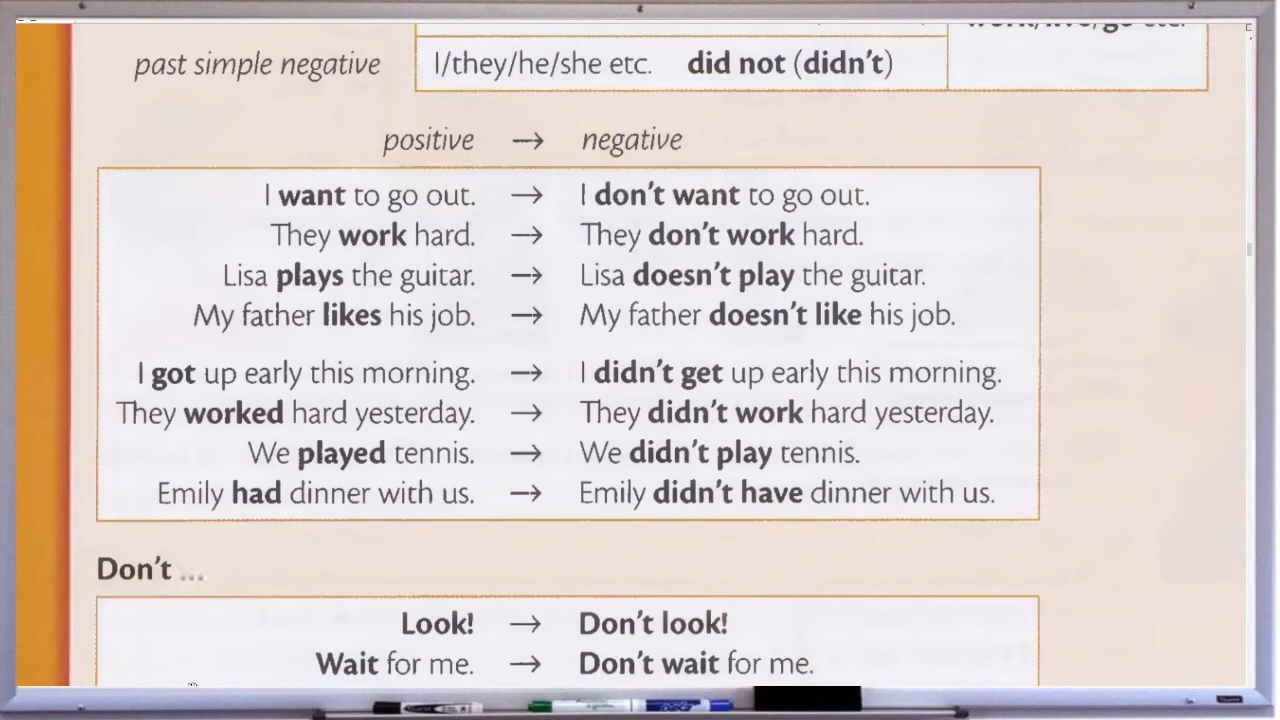 work/live/go etc.
past simple negative I/they/he/she etc. did not (didn't)
positive → negative
I want to go out. → I don't want to go out.
They work hard. → They don't work hard.
Lisa plays the guitar. → Lisa doesn't play the guitar.
My father likes his job. → My father doesn't like his job.
I got up early this morning. → I didn't get up early this morning.
They worked hard yesterday. → They didn't work hard yesterday.
We played tennis. → We didn't play tennis.
Emily had dinner with us. → Emily didn't have dinner with us.
Don't ...
Look! → Don't look!
Wait for me. → Don't wait for me.